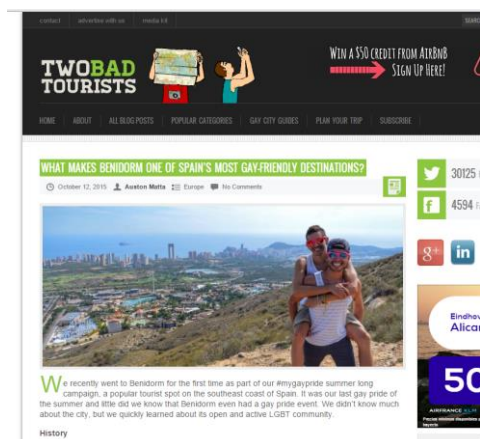 contact advertise with us media kit
TWOBAD
TOURISTS
WIN A $50 CREDIT FROM AIRBNB
SIGN UP HERE!
HOME ABOUT ALL BLOG POSTS POPULAR CATEGORIES GAY CITY GUIDES PLAN YOUR TRIP SUBSCRIBE
WHAT MAKES BENIDORM ONE OF SPAIN'S MOST GAY-FRIENDLY DESTINATIONS?
October 12, 2015 Auston Matta Europe No Comments
30125
4594
g+ in
Alican
50
AIRFRANCE KLM
We recently went to Benidorm for the first time as part of our #mygaypride summer long
campaign, a popular tourist spot on the southeast coast of Spain. It was our last gay pride of
the summer and little did we know that Benidorm even had a gay pride event. We didn't know much
about the city, but we quickly learned about its open and active LGBT community.
History